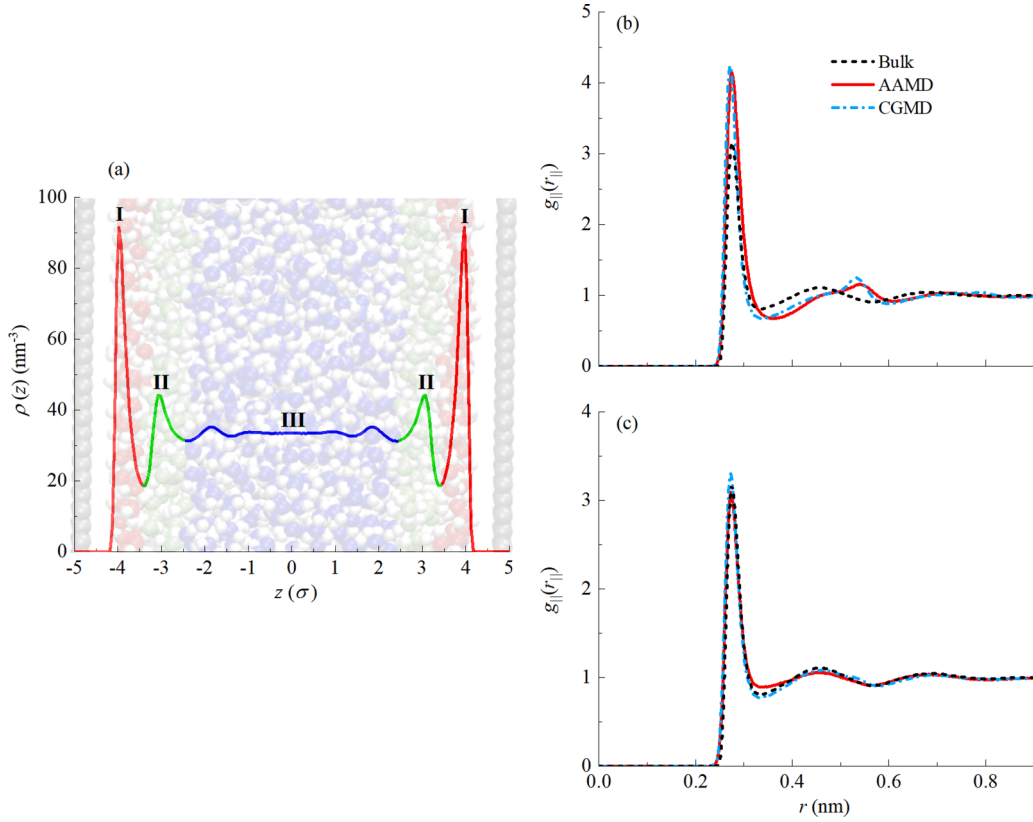 (a)
100
80
60
40
20
0
ρ (z) (nm⁻³)
I
II
III
II
I
-5 -4 -3 -2 -1 0 1 2 3 4 5
z (σ)
(b)
5
4
3
2
1
0
g||(r||)
Bulk
AAMD
CGMD
(c)
4
3
2
1
0
g||(r||)
0.0 0.2 0.4 0.6 0.8
r (nm)